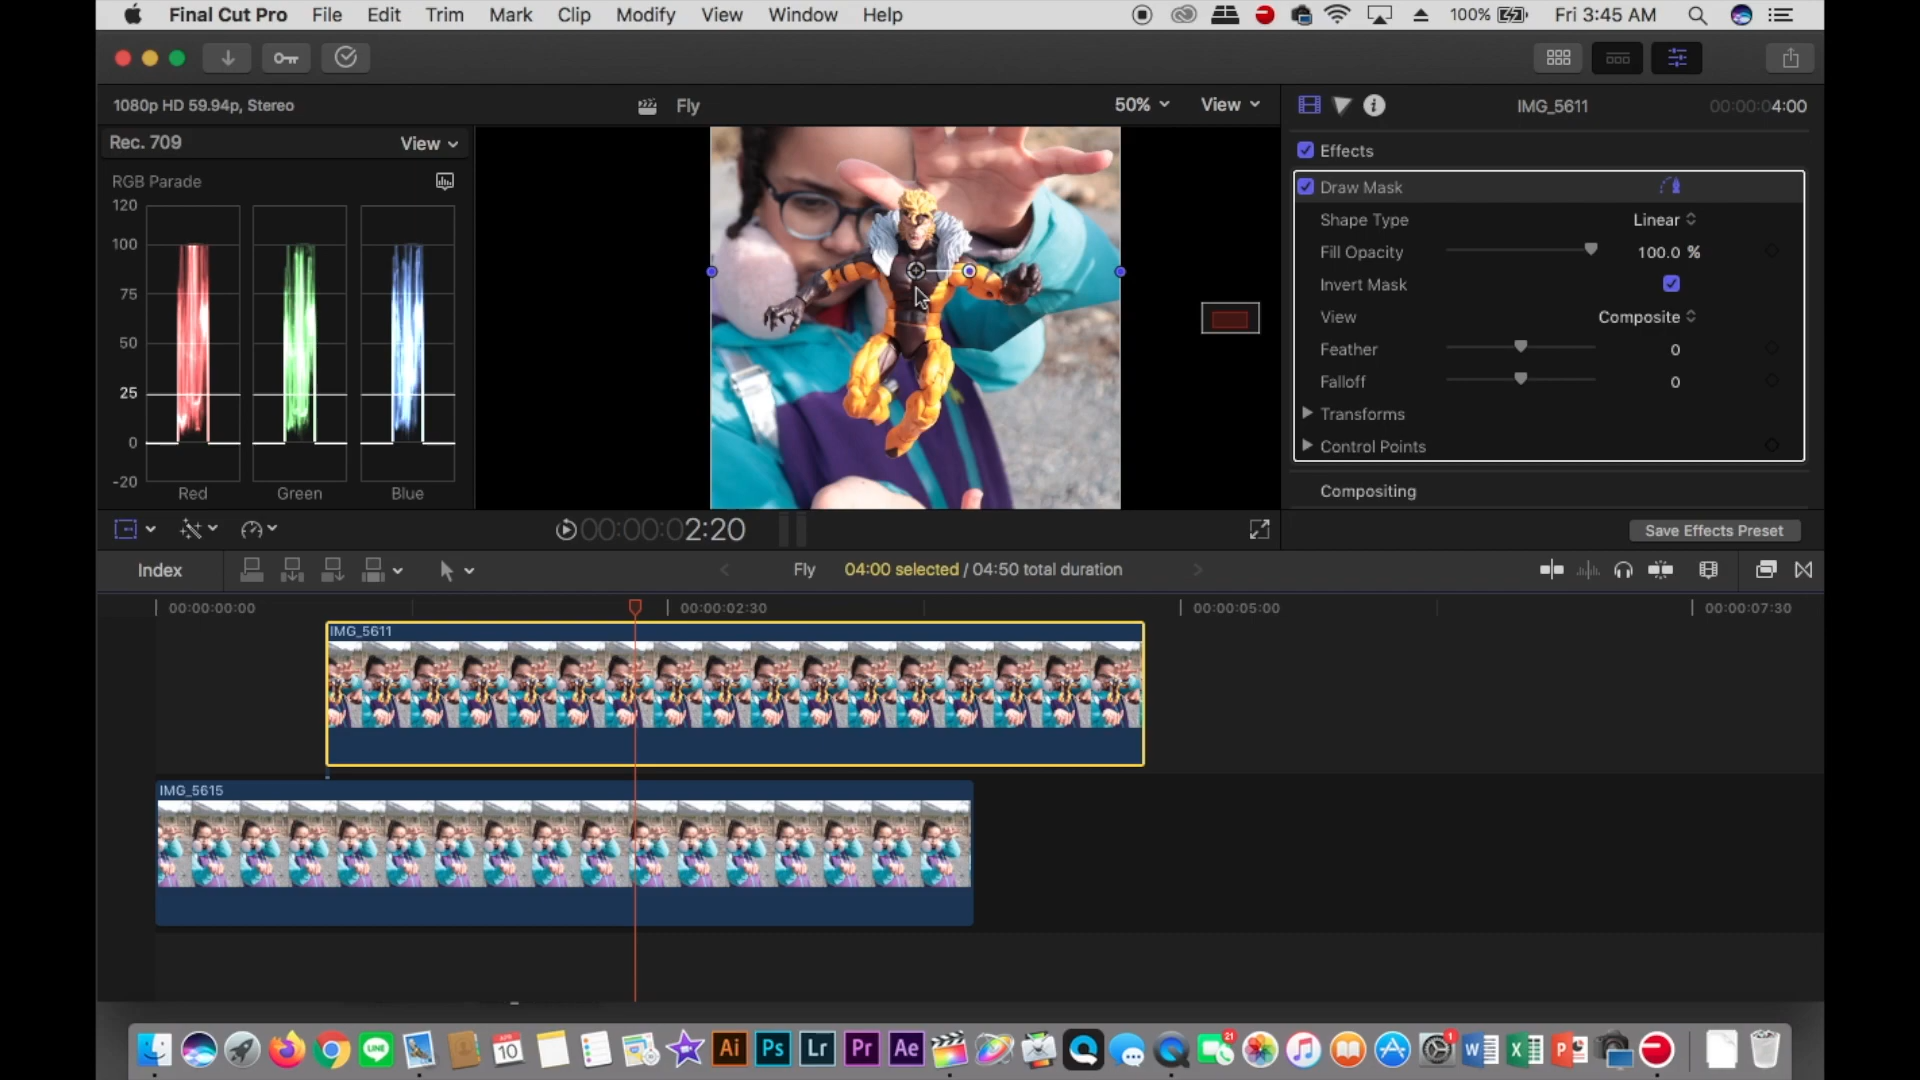 Final Cut Pro File Edit Trim Mark Clip Modify View Window Help 100% Fri 3:45 AM
1080p HD 59.94p, Stereo Fly 50% View IMG_5611 00:00:04:00
Rec. 709 View
Effects
RGB Parade
Draw Mask
120
Shape Type Linear
100
Fill Opacity 100.0 %
75
Invert Mask
View Composite
50
Feather 0
25
Falloff 0
0
Transforms
Control Points
-20
Red Green Blue
Compositing
00:00:02:20
Save Effects Preset
Index Fly 04:00 selected / 04:50 total duration
00:00:00:00 00:00:02:30 00:00:05:00 00:00:07:30
IMG_5611
IMG_5615
LINE APR 10 Ai Ps Lr Pr Ae 21 1 W X P